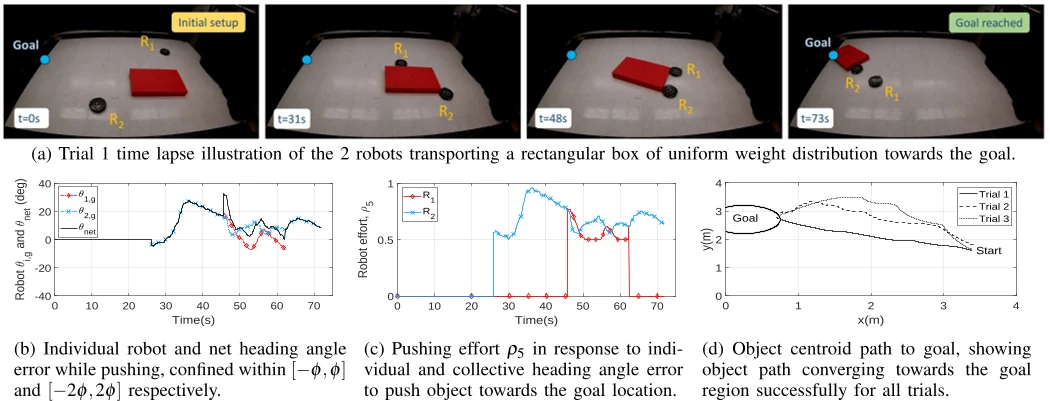 Initial setup
Goal
R1
R2
t=0s
R1
R2
t=31s
R1
R2
t=48s
Goal reached
Goal
R2
R1
t=73s
(a) Trial 1 time lapse illustration of the 2 robots transporting a rectangular box of uniform weight distribution towards the goal.
Robot θi,g and θnet (deg)
40
20
0
-20
-40
θ1,g
θ2,g
θnet
0 10 20 30 40 50 60 70
Time(s)
Robot effort, ρ5
1
0.5
0
R1
R2
0 10 20 30 40 50 60 70
Time(s)
y(m)
4
3
2
1
0
Goal
Trial 1
Trial 2
Trial 3
Start
0 1 2 3 4
x(m)
(b) Individual robot and net heading angle
error while pushing, confined within [−ϕ,ϕ]
and [−2ϕ,2ϕ] respectively.
(c) Pushing effort ρ5 in response to indi-
vidual and collective heading angle error
to push object towards the goal location.
(d) Object centroid path to goal, showing
object path converging towards the goal
region successfully for all trials.